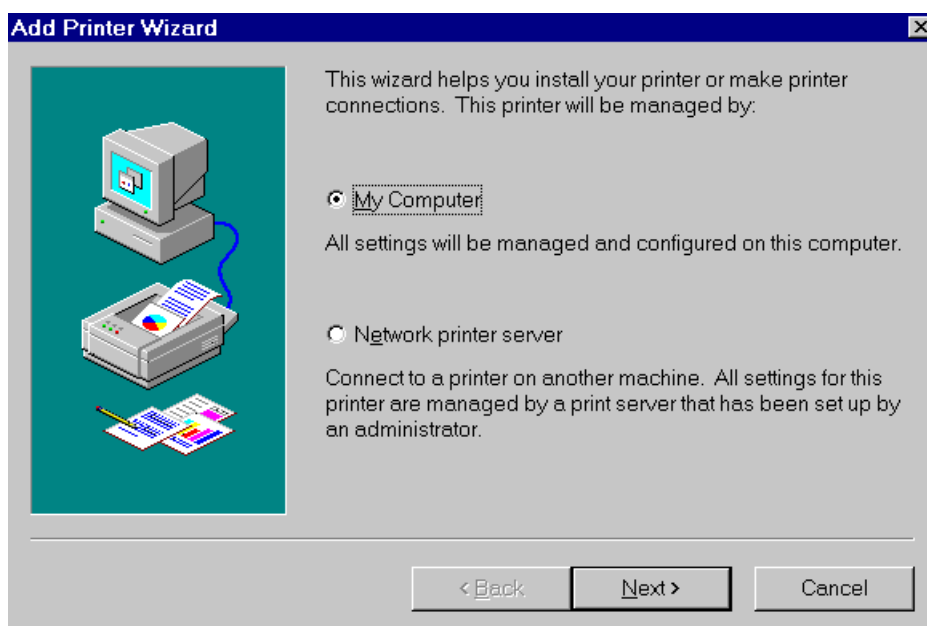 Add Printer Wizard
This wizard helps you install your printer or make printer
connections. This printer will be managed by:
My Computer
All settings will be managed and configured on this computer.
Network printer server
Connect to a printer on another machine. All settings for this
printer are managed by a print server that has been set up by
an administrator.
< Back
Next >
Cancel